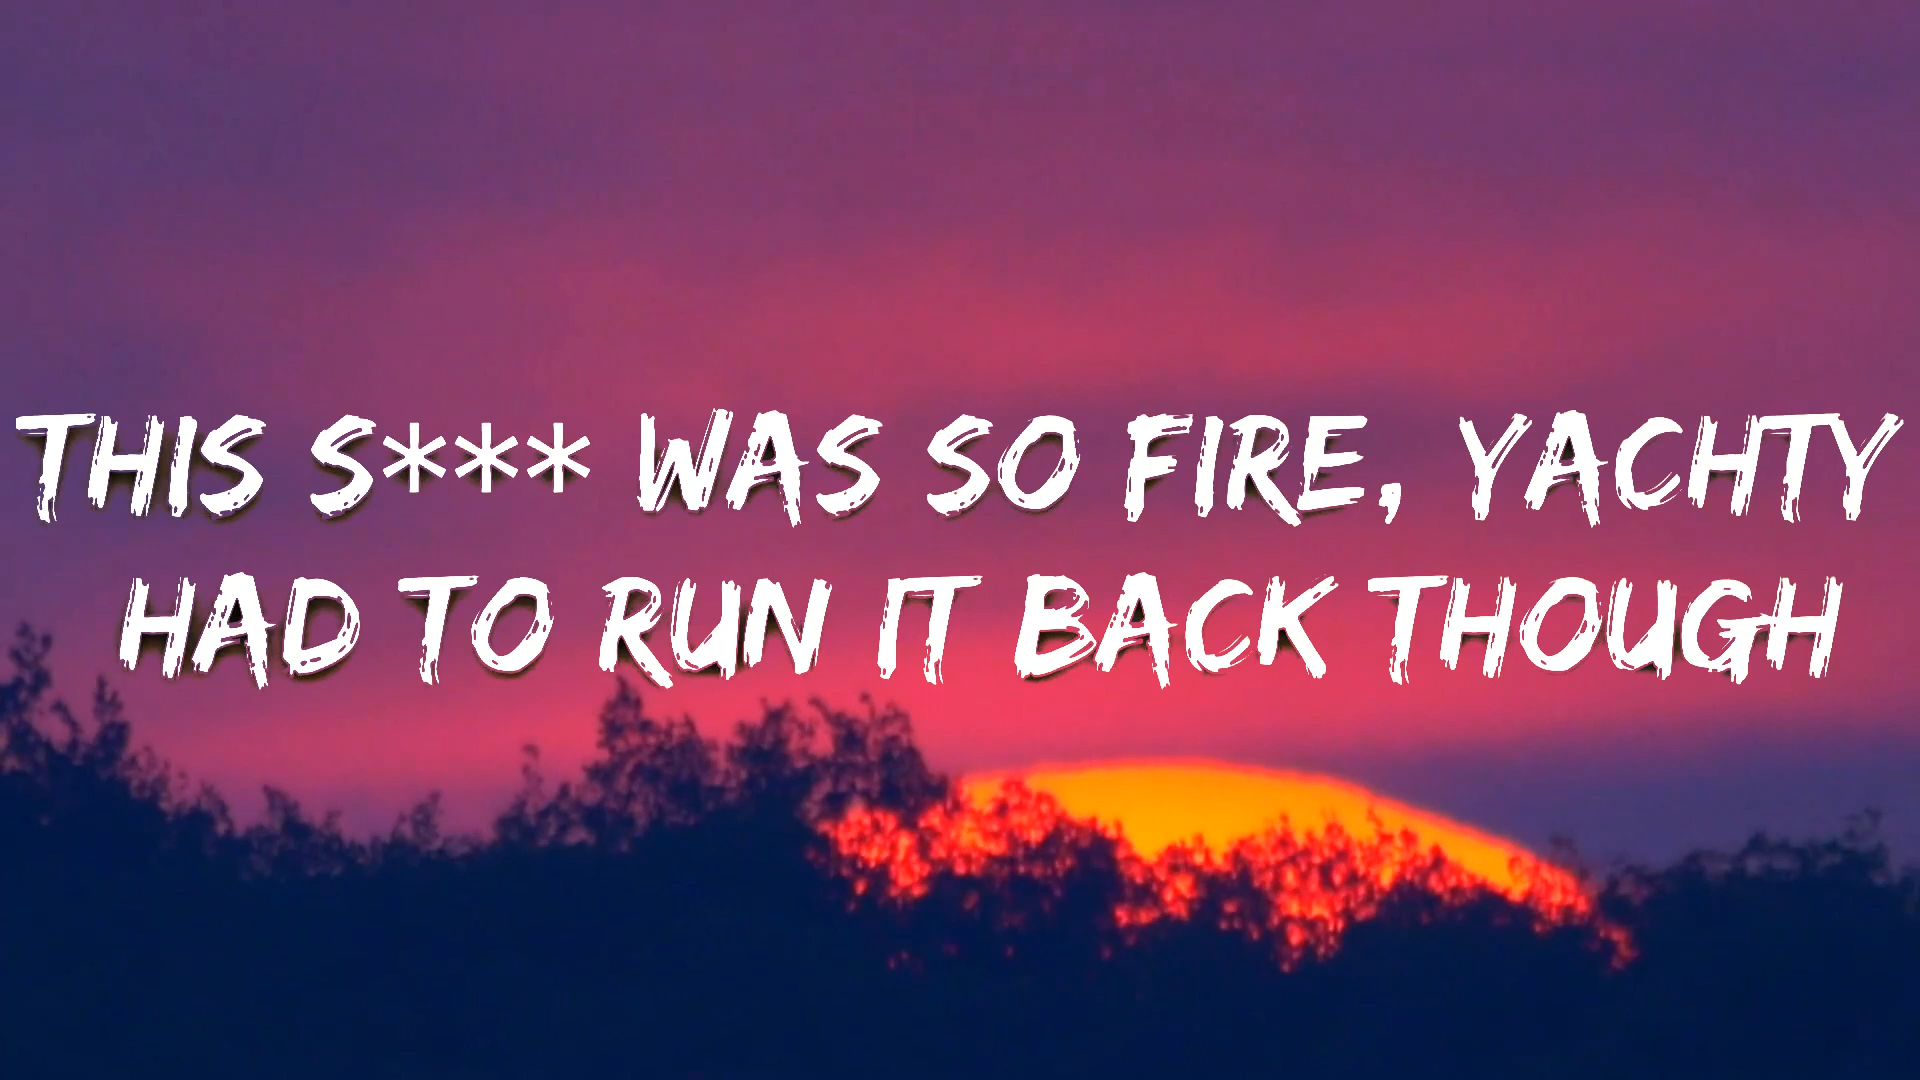 THIS S*** WAS SO FIRE, YACHTY
HAD TO RUN IT BACK THOUGH